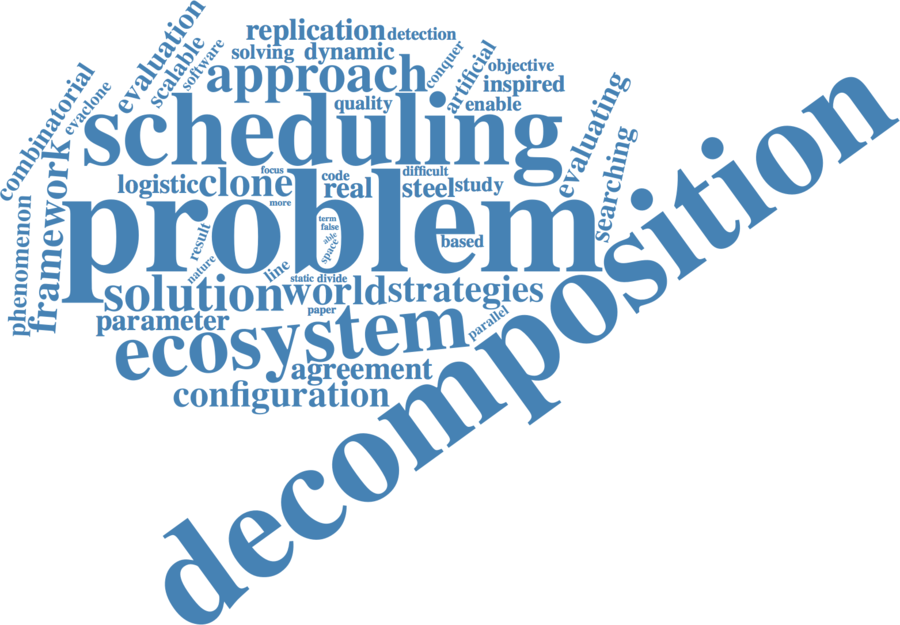 replication
detection
solving
dynamic
conquer
artificial
objective
evaluation
scalable
software
approach
inspired
quality
enable
combinatorial
evaclone
scheduling
evaluating
searching
focus
code
difficult
logistic
clone
real
steel
study
more
framework
phenomenon
problem
term
false
able
space
based
result
nature
line
static
divide
solution
world
strategies
paper
parameter
parallel
ecosystem
agreement
configuration
decomposition